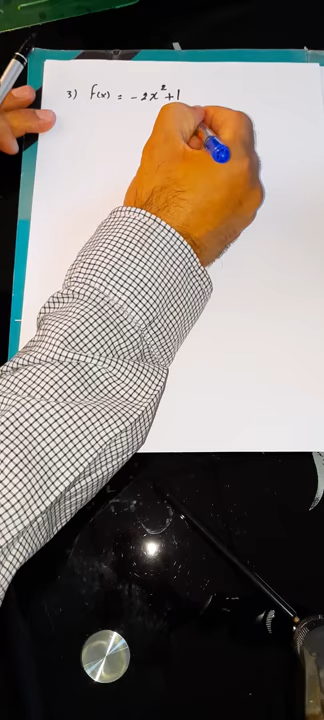 3) f(x) = -2x²+1